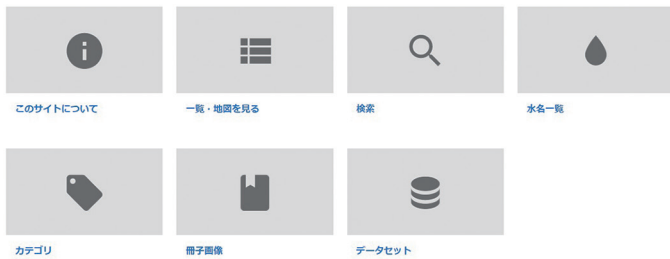 このサイトについて
一覧・地図を見る
検索
水名一覧
カテゴリ
冊子画像
データセット